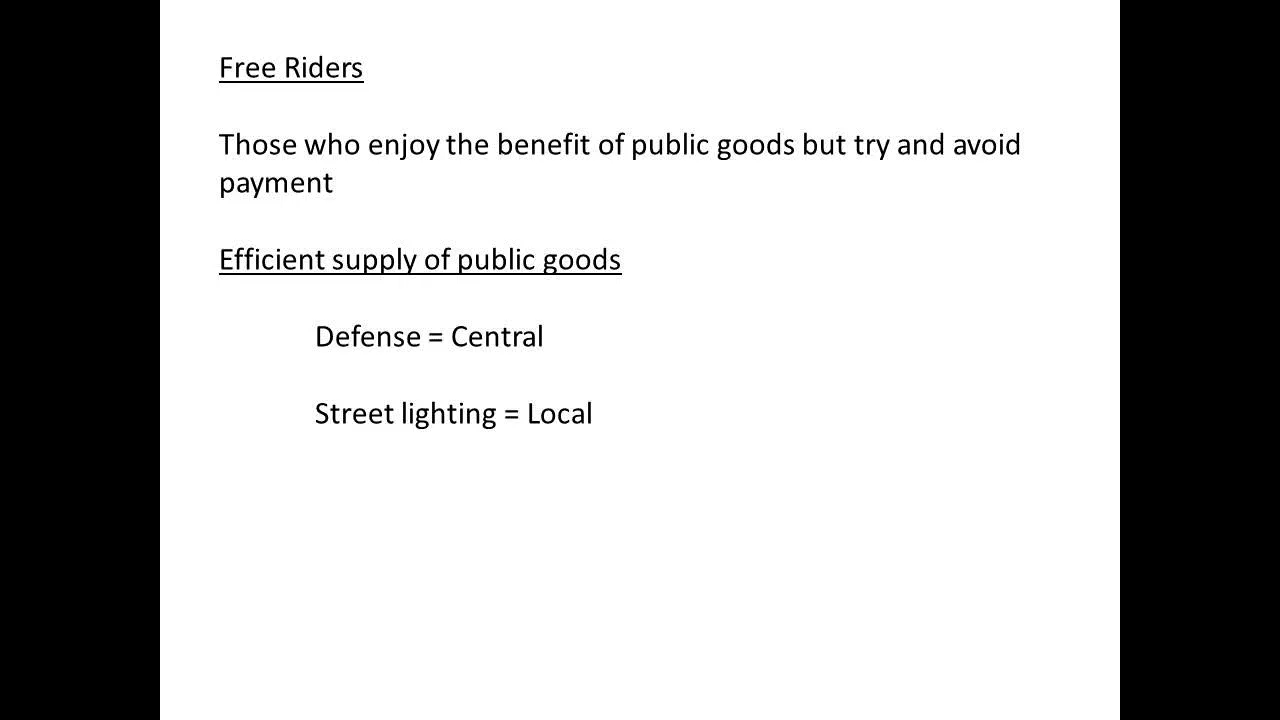 Free Riders
Those who enjoy the benefit of public goods but try and avoid
payment
Efficient supply of public goods
Defense = Central
Street lighting = Local